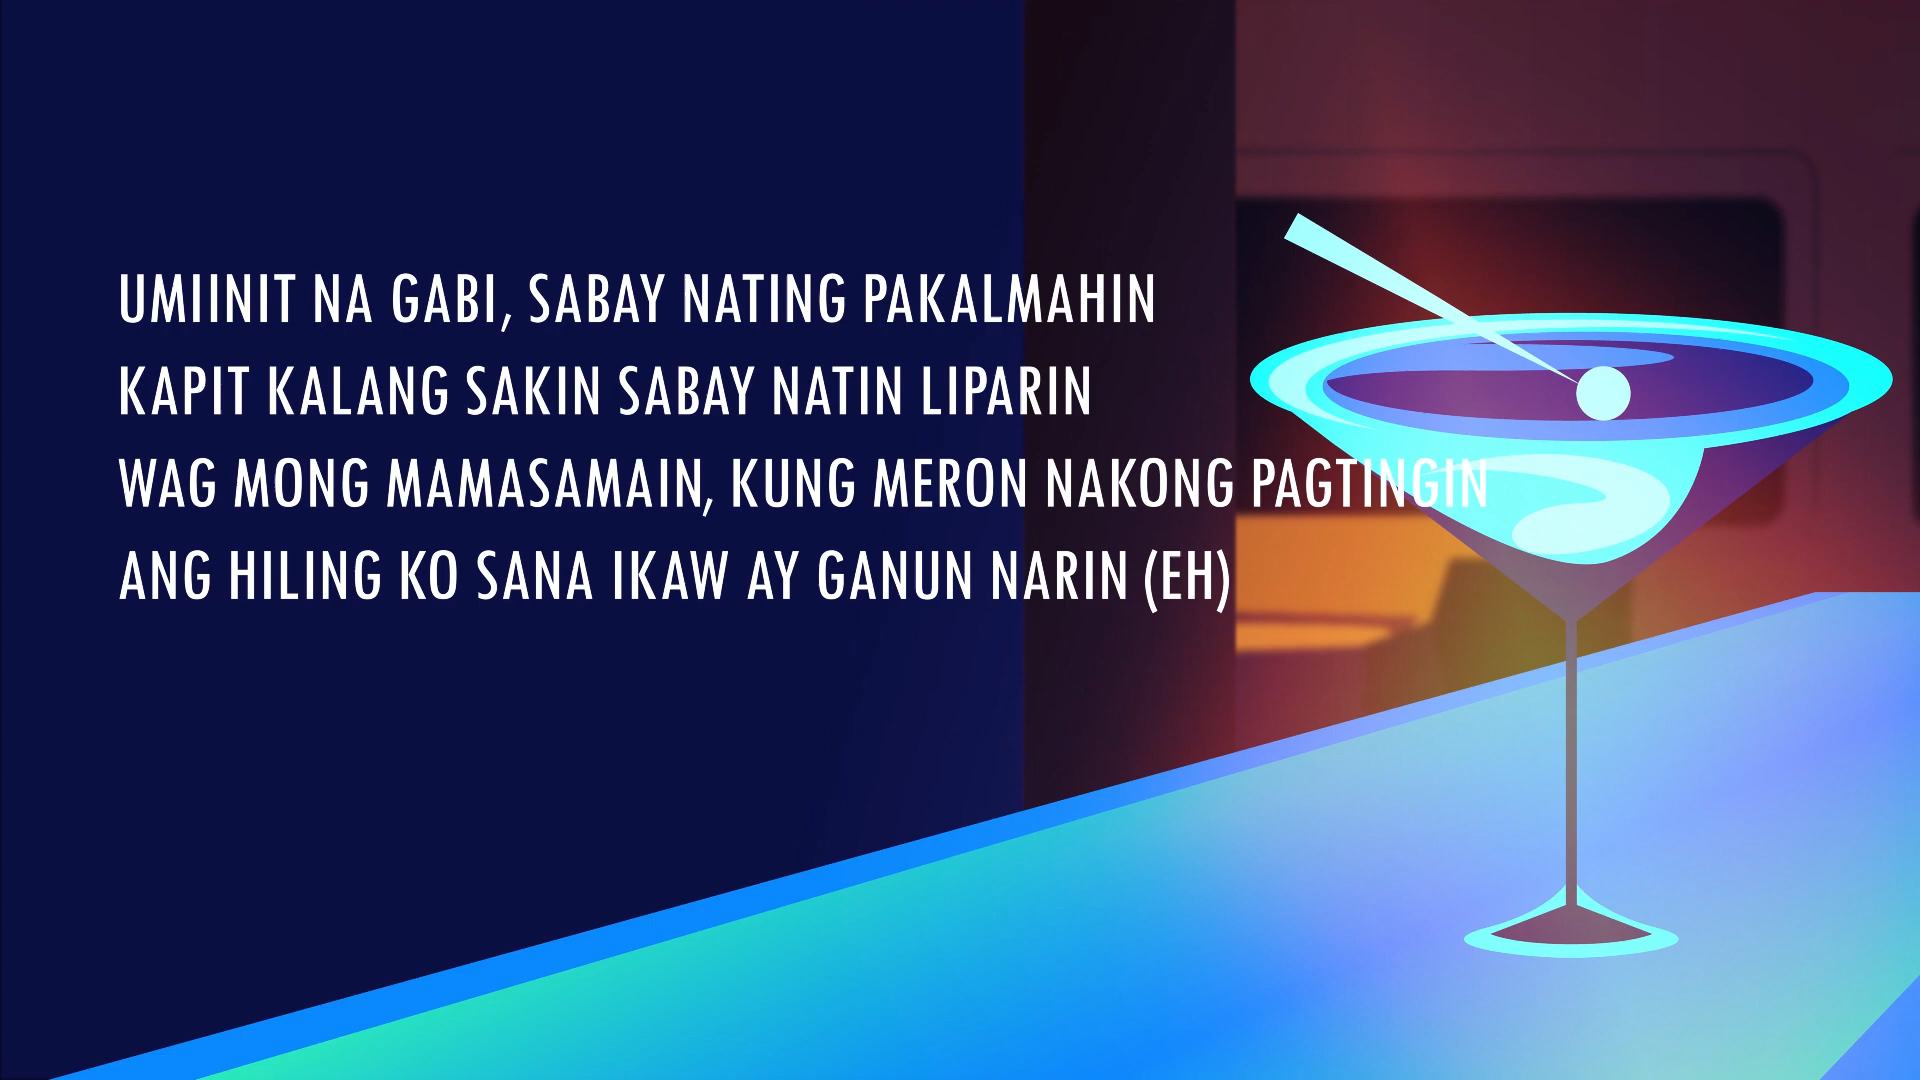 UMIINIT NA GABI, SABAY NATING PAKALMAHIN
KAPIT KALANG SAKIN SABAY NATIN LIPARIN
WAG MONG MAMASAMAIN, KUNG MERON NAKONG PAGTINGIN
ANG HILING KO SANA IKAW AY GANUN NARIN (EH)